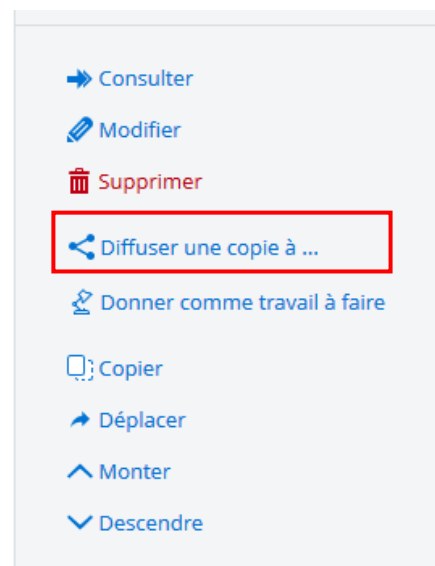 Consulter
Modifier
Supprimer
Diffuser une copie à ...
Donner comme travail à faire
Copier
Déplacer
Monter
Descendre